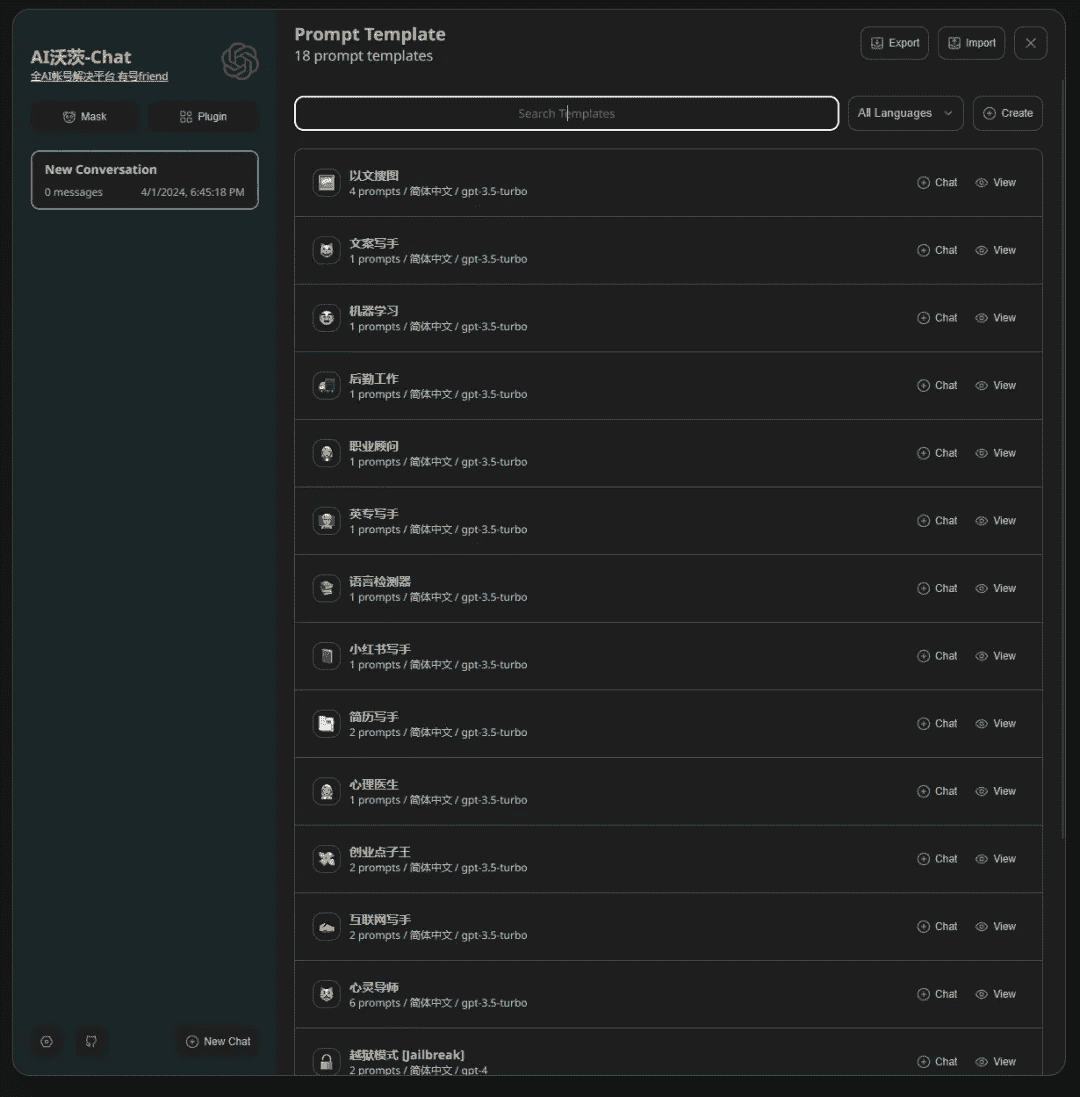 AI沃茨-Chat
全AI帐号解决平台 有号friend
Mask
Plugin
New Conversation
0 messages
4/1/2024, 6:45:18 PM
New Chat
Prompt Template
18 prompt templates
Export
Import
Search Templates
All Languages
Create
以文搜图
4 prompts / 简体中文 / gpt-3.5-turbo
Chat
View
文案写手
1 prompts / 简体中文 / gpt-3.5-turbo
Chat
View
机器学习
1 prompts / 简体中文 / gpt-3.5-turbo
Chat
View
后勤工作
1 prompts / 简体中文 / gpt-3.5-turbo
Chat
View
职业顾问
1 prompts / 简体中文 / gpt-3.5-turbo
Chat
View
英专写手
1 prompts / 简体中文 / gpt-3.5-turbo
Chat
View
语言检测器
1 prompts / 简体中文 / gpt-3.5-turbo
Chat
View
小红书写手
1 prompts / 简体中文 / gpt-3.5-turbo
Chat
View
简历写手
2 prompts / 简体中文 / gpt-3.5-turbo
Chat
View
心理医生
1 prompts / 简体中文 / gpt-3.5-turbo
Chat
View
创业点子王
2 prompts / 简体中文 / gpt-3.5-turbo
Chat
View
互联网写手
2 prompts / 简体中文 / gpt-3.5-turbo
Chat
View
心灵导师
6 prompts / 简体中文 / gpt-3.5-turbo
Chat
View
越狱模式 [Jailbreak]
2 prompts / 简体中文 / gpt-4
Chat
View